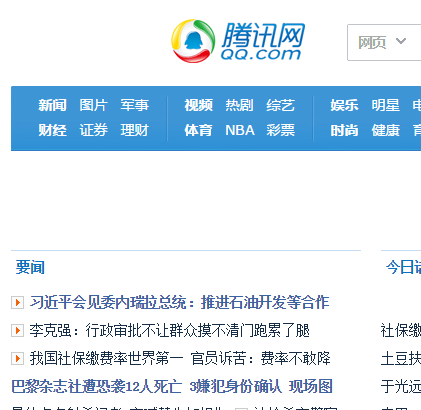 腾讯网
QQ.com
网页
新闻 图片 军事 视频 热剧 综艺 娱乐 明星
财经 证券 理财 体育 NBA 彩票 时尚 健康
要闻
今日话
习近平会见委内瑞拉总统：推进石油开发等合作
李克强：行政审批不让群众摸不清门跑累了腿
社保缴
我国社保缴费率世界第一 官员诉苦：费率不敢降
土豆扶
巴黎杂志社遭恐袭12人死亡 3嫌犯身份确认 现场图
于光远